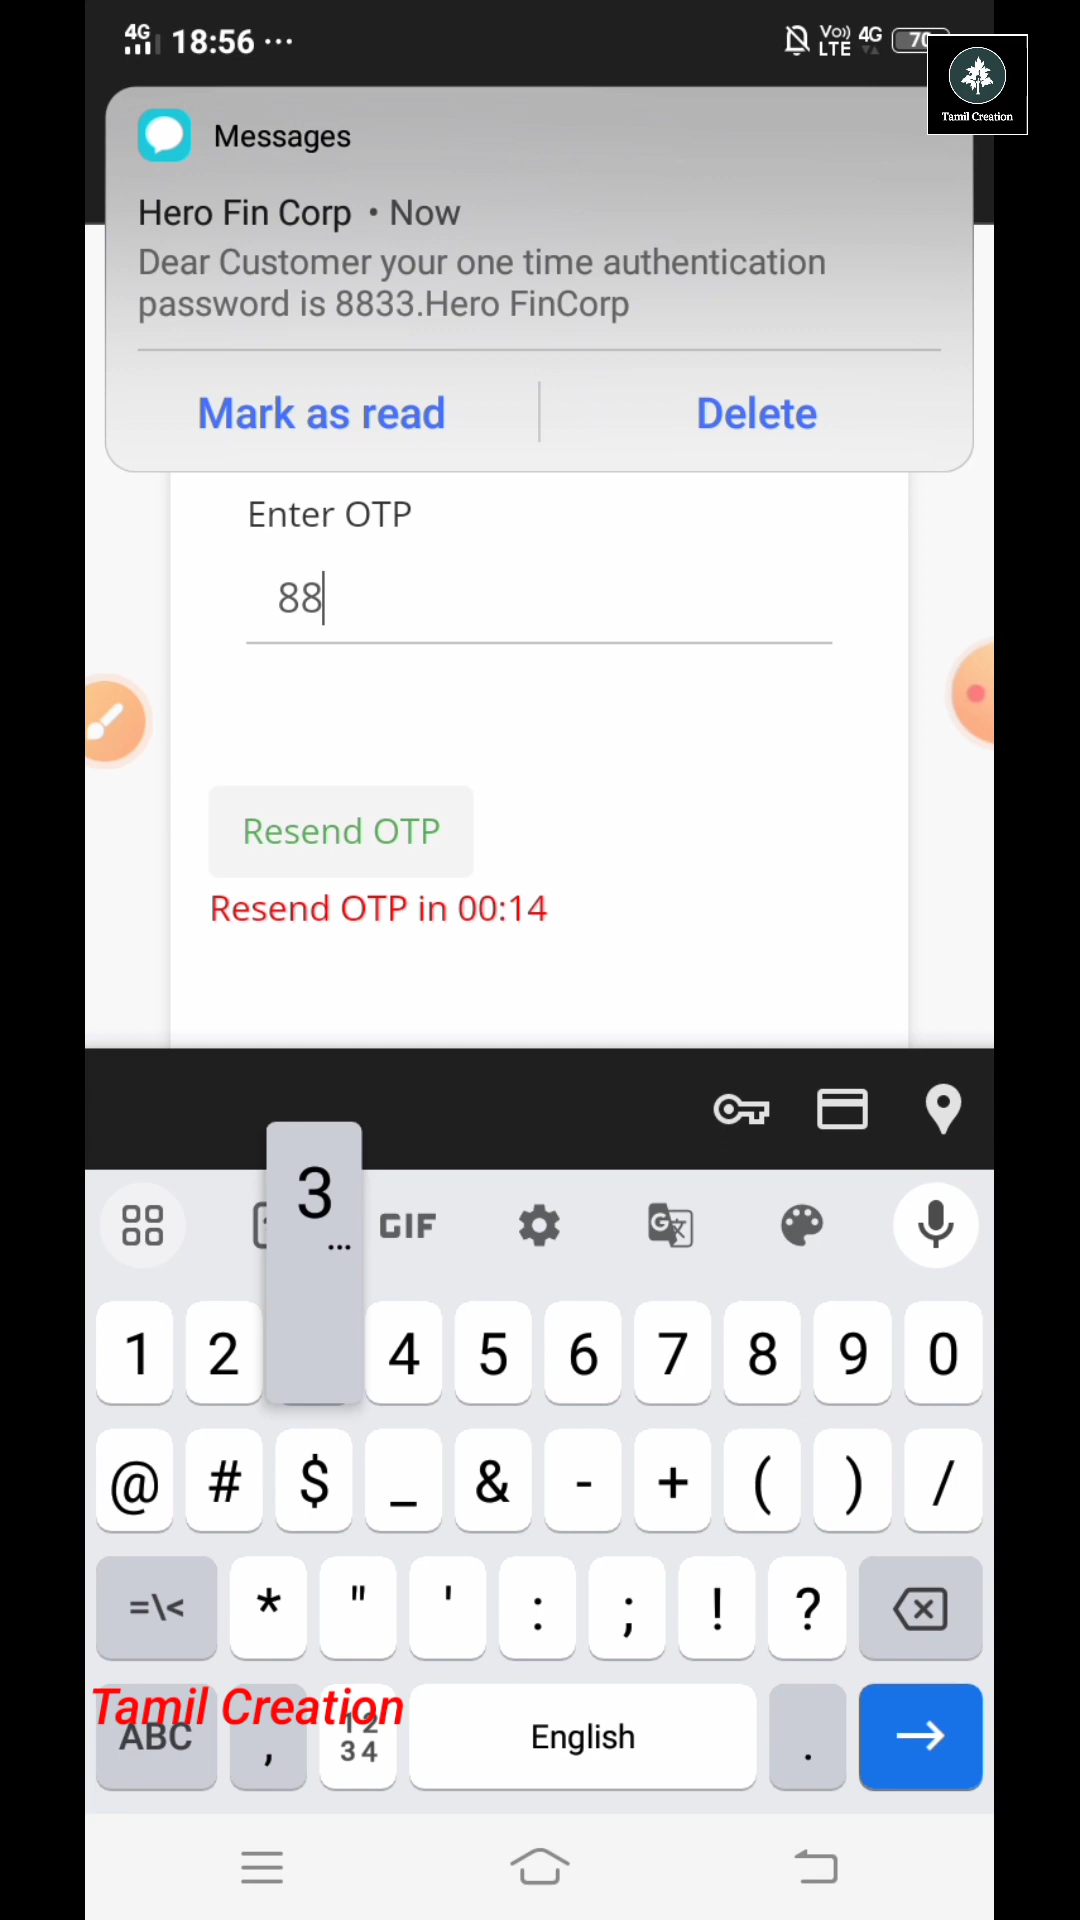 4G 18:56 ... Vo)) LTE 4G 70
Tamil Creation
Messages
Hero Fin Corp • Now
Dear Customer your one time authentication
password is 8833.Hero FinCorp
Mark as read Delete
Enter OTP
88
Resend OTP
Resend OTP in 00:14
3
...
GIF G
1 2 4 5 6 7 8 9 0
@ # $ _ & - + ( ) /
=\< * " ' : ; ! ?
Tamil Creation
ABC , 1 2 3 4 English .